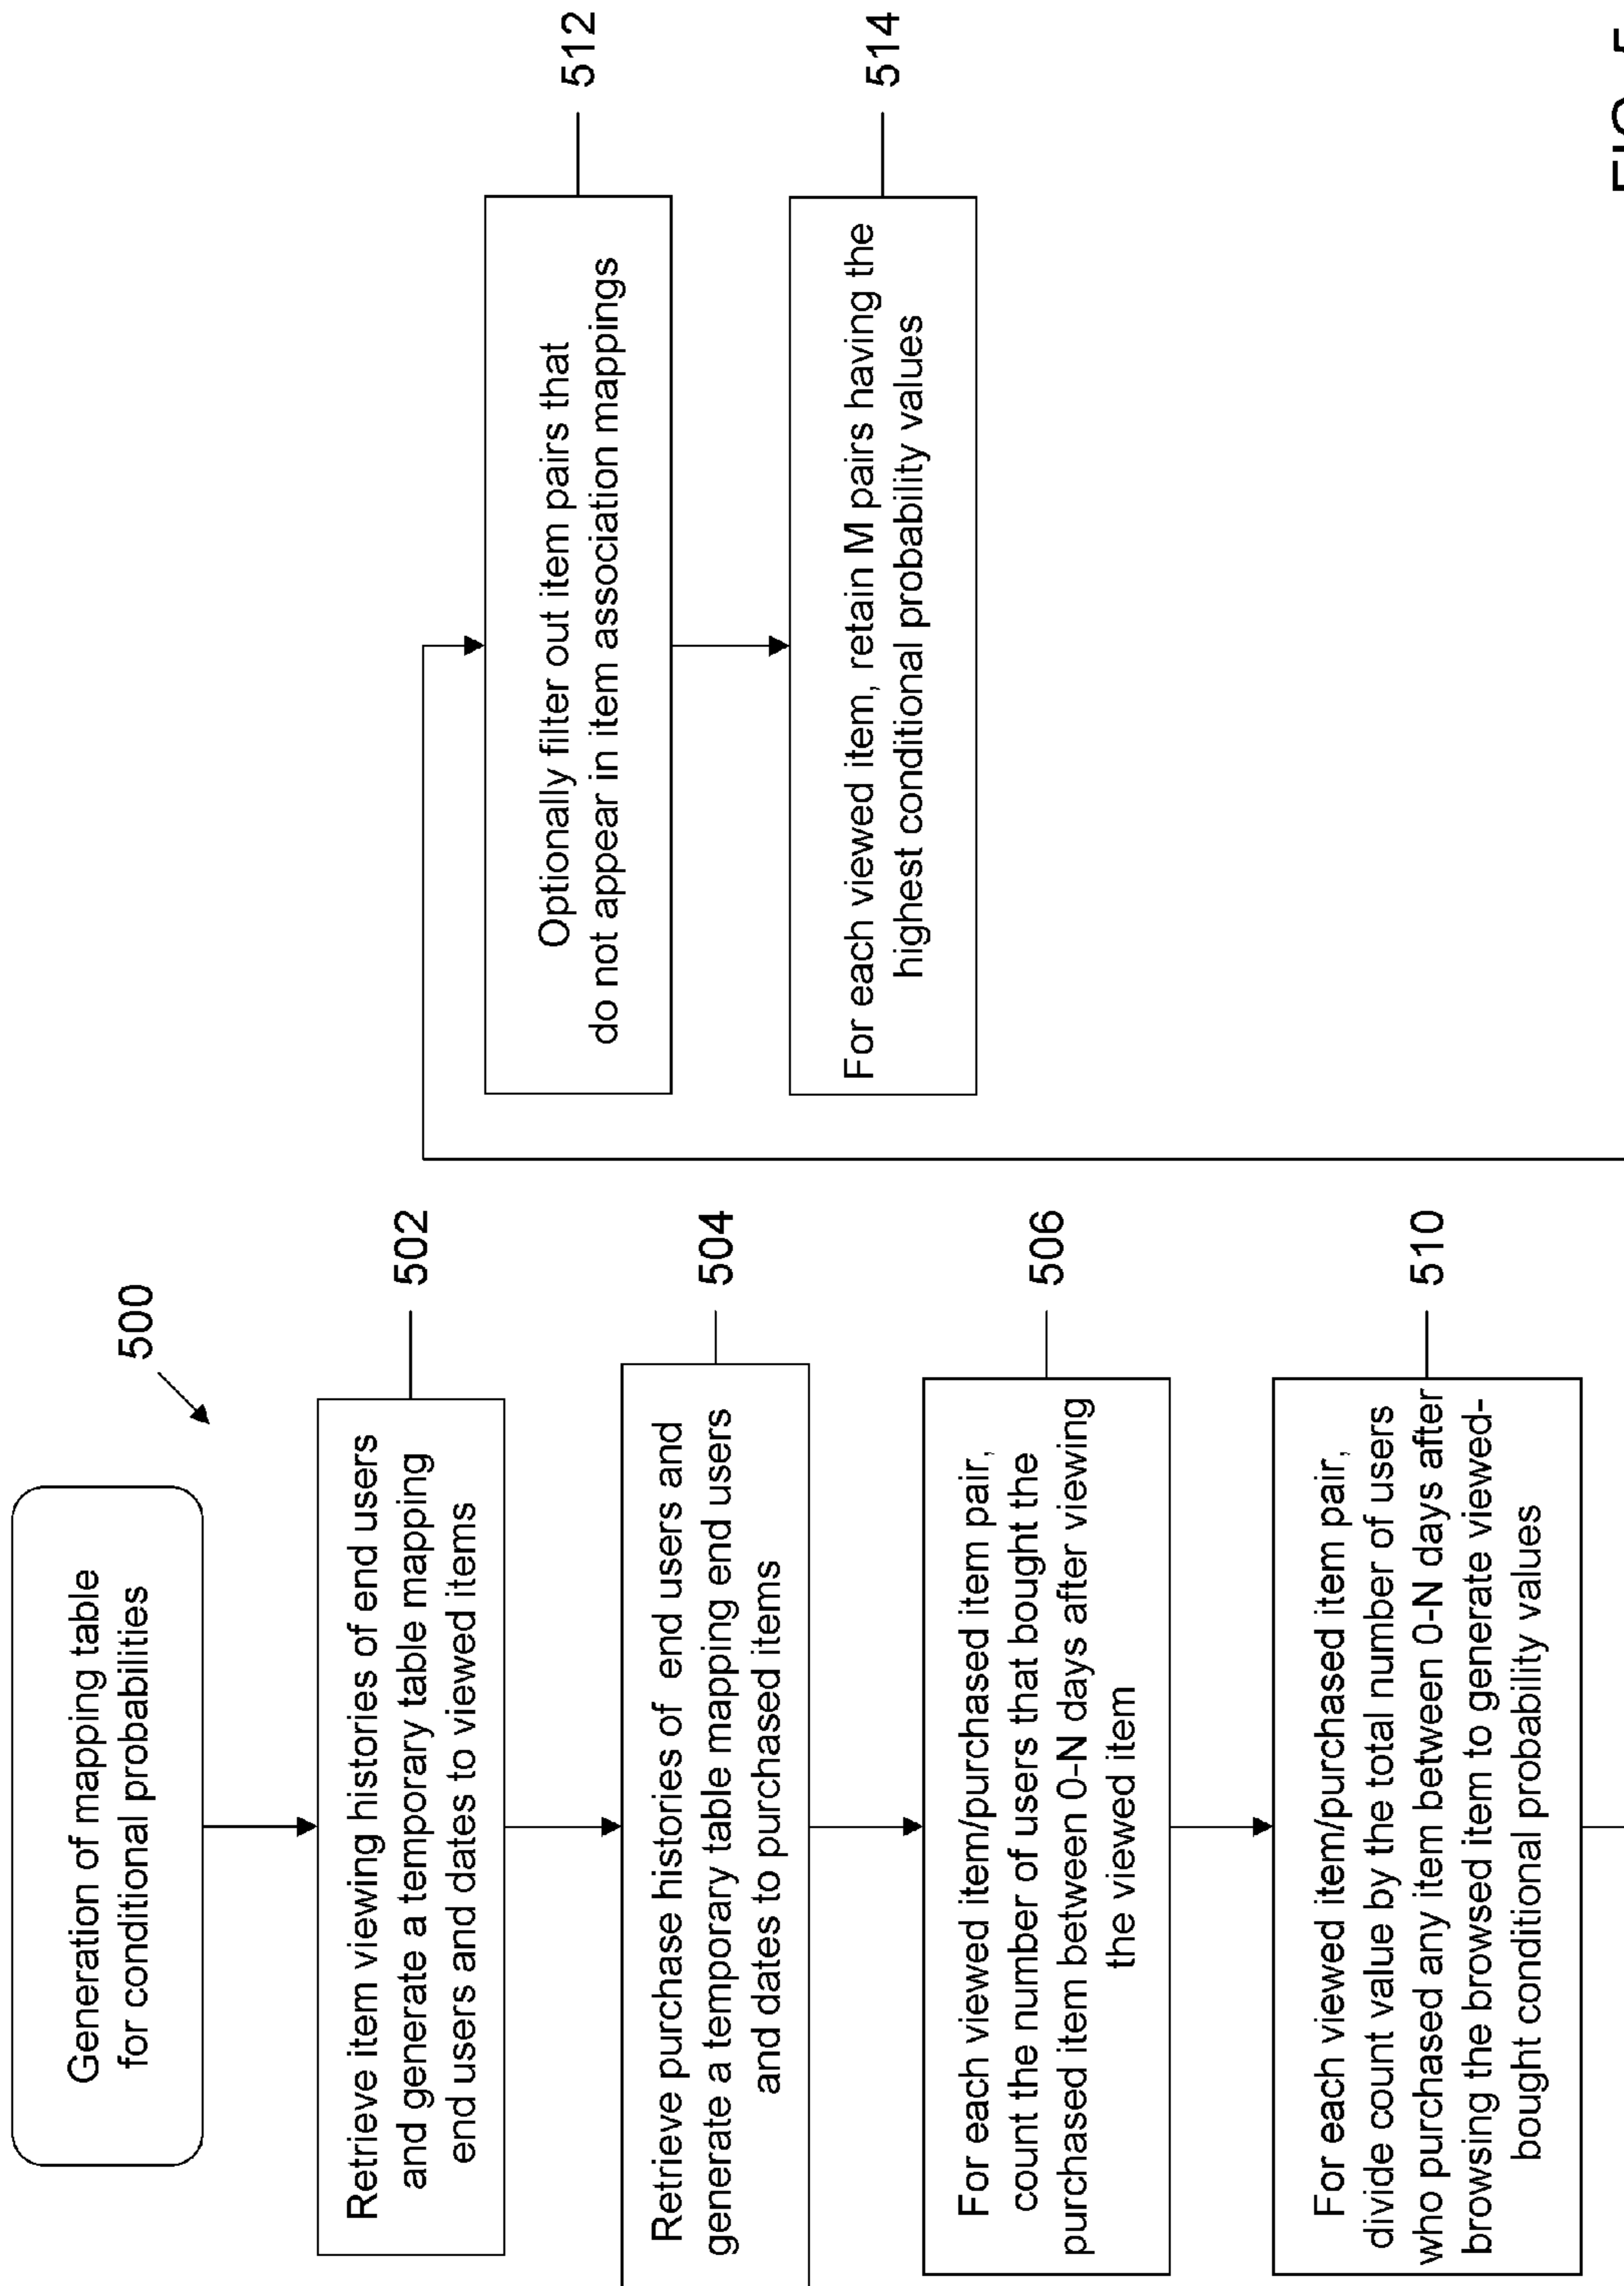 500
Generation of mapping table
for conditional probabilities
Retrieve item viewing histories of end users
and generate a temporary table mapping
end users and dates to viewed items
502
Retrieve purchase histories of end users and
generate a temporary table mapping end users
and dates to purchased items
504
For each viewed item/purchased item pair,
count the number of users that bought the
purchased item between 0-N days after viewing
the viewed item
506
For each viewed item/purchased item pair,
divide count value by the total number of users
who purchased any item between 0-N days after
browsing the browsed item to generate viewed-
bought conditional probability values
510
Optionally filter out item pairs that
do not appear in item association mappings
512
For each viewed item, retain M pairs having the
highest conditional probability values
514